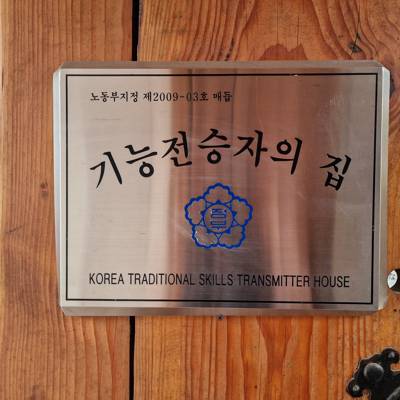 노동부지정 제2009-03호 매듭
기능전승자의 집
KOREA TRADITIONAL SKILLS TRANSMITTER HOUSE